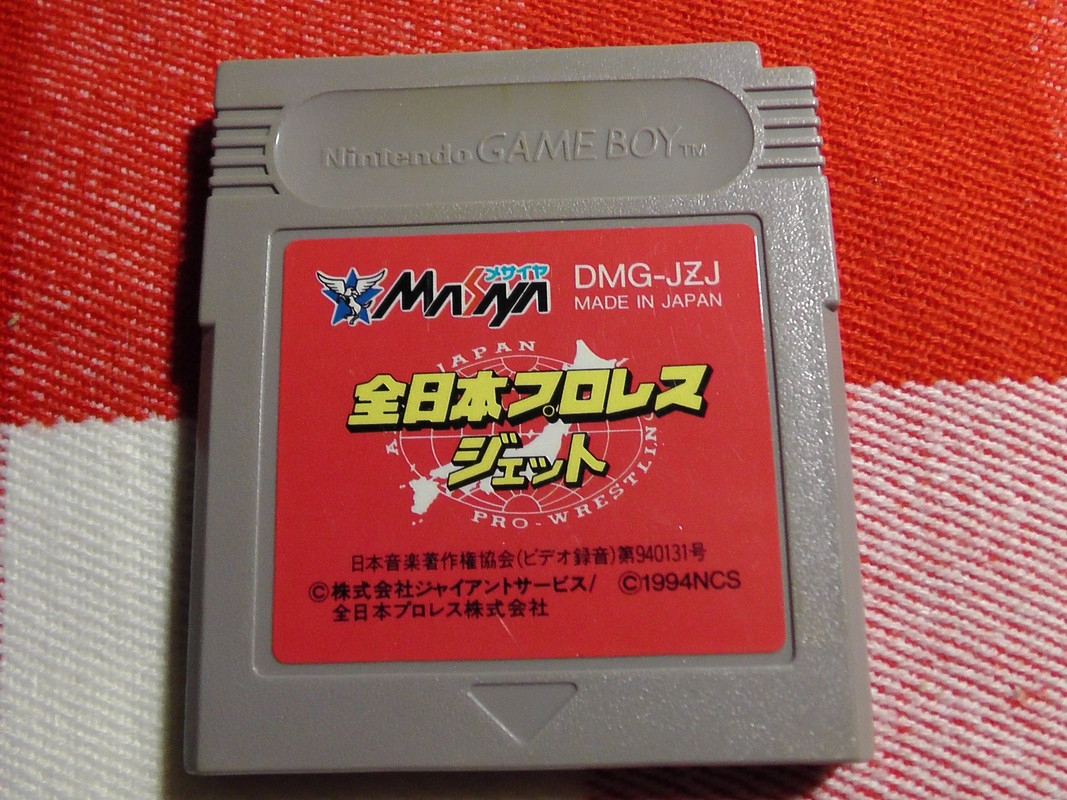 Nintendo GAME BOY TM
メサイヤ
MASAYA
DMG-JZJ
MADE IN JAPAN
JAPAN
全日本プロレス
ジェット
PRO-WRESTLING
日本音楽著作権協会(ビデオ録音)第940131号
©株式会社ジャイアントサービス/ ©1994NCS
全日本プロレス株式会社